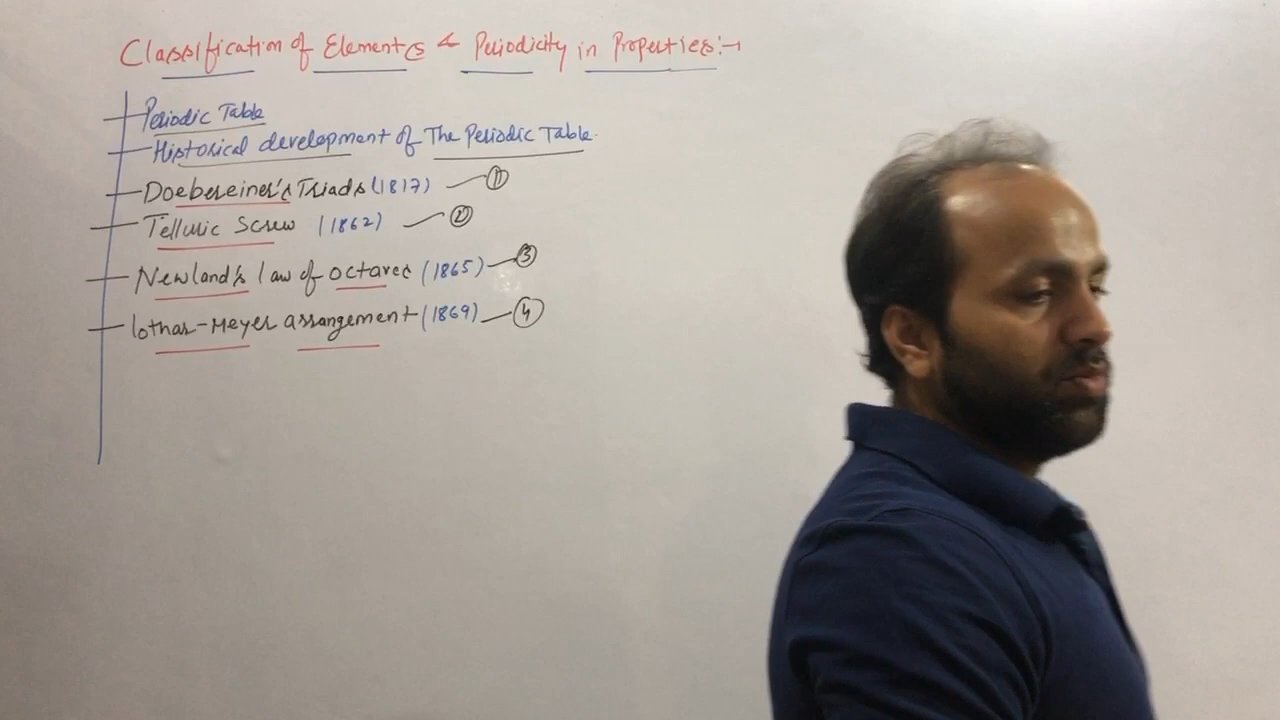 Classification of Elements & Periodicity in Properties:-
Periodic Table
Historical development of The Periodic Table.
Doebereiner's Triads (1817) — ①
Telluric Screw (1862) — ②
Newland's law of octaves (1865) — ③
lothar-Meyer arrangement (1869) — ④